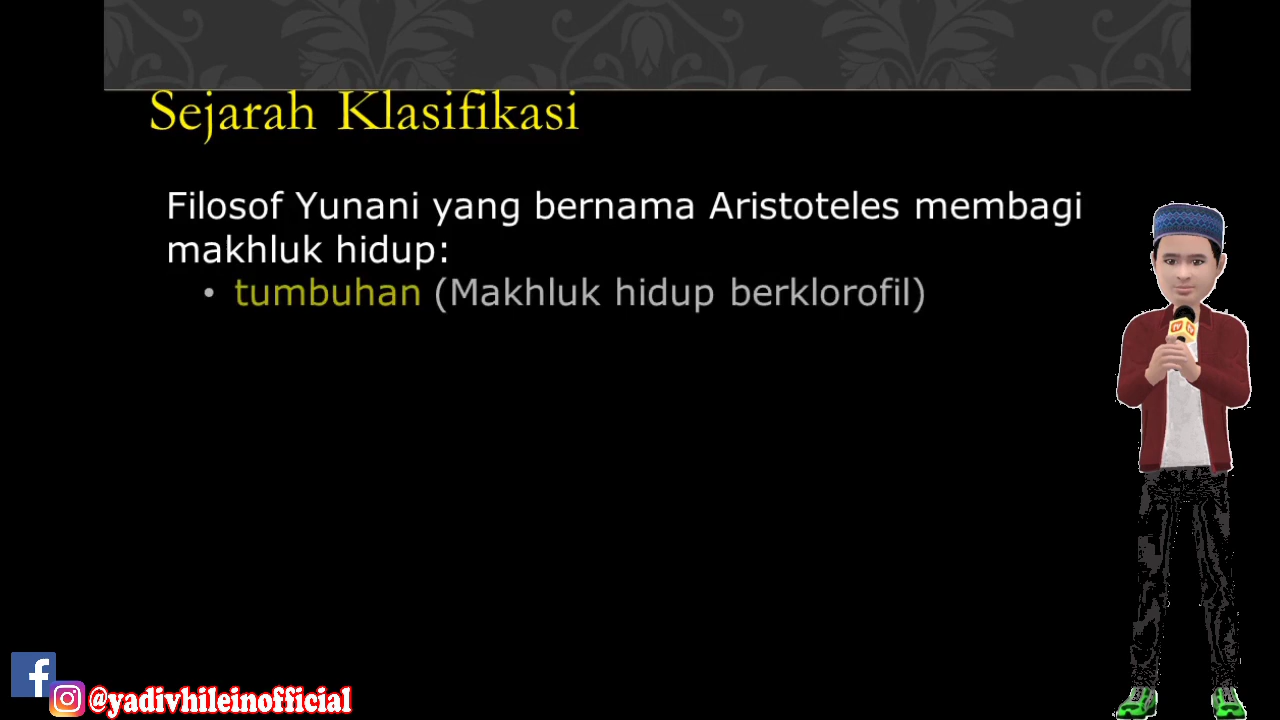 Sejarah Klasifikasi
Filosof Yunani yang bernama Aristoteles membagi
makhluk hidup:
• tumbuhan (Makhluk hidup berklorofil)
@yadivhileinofficial